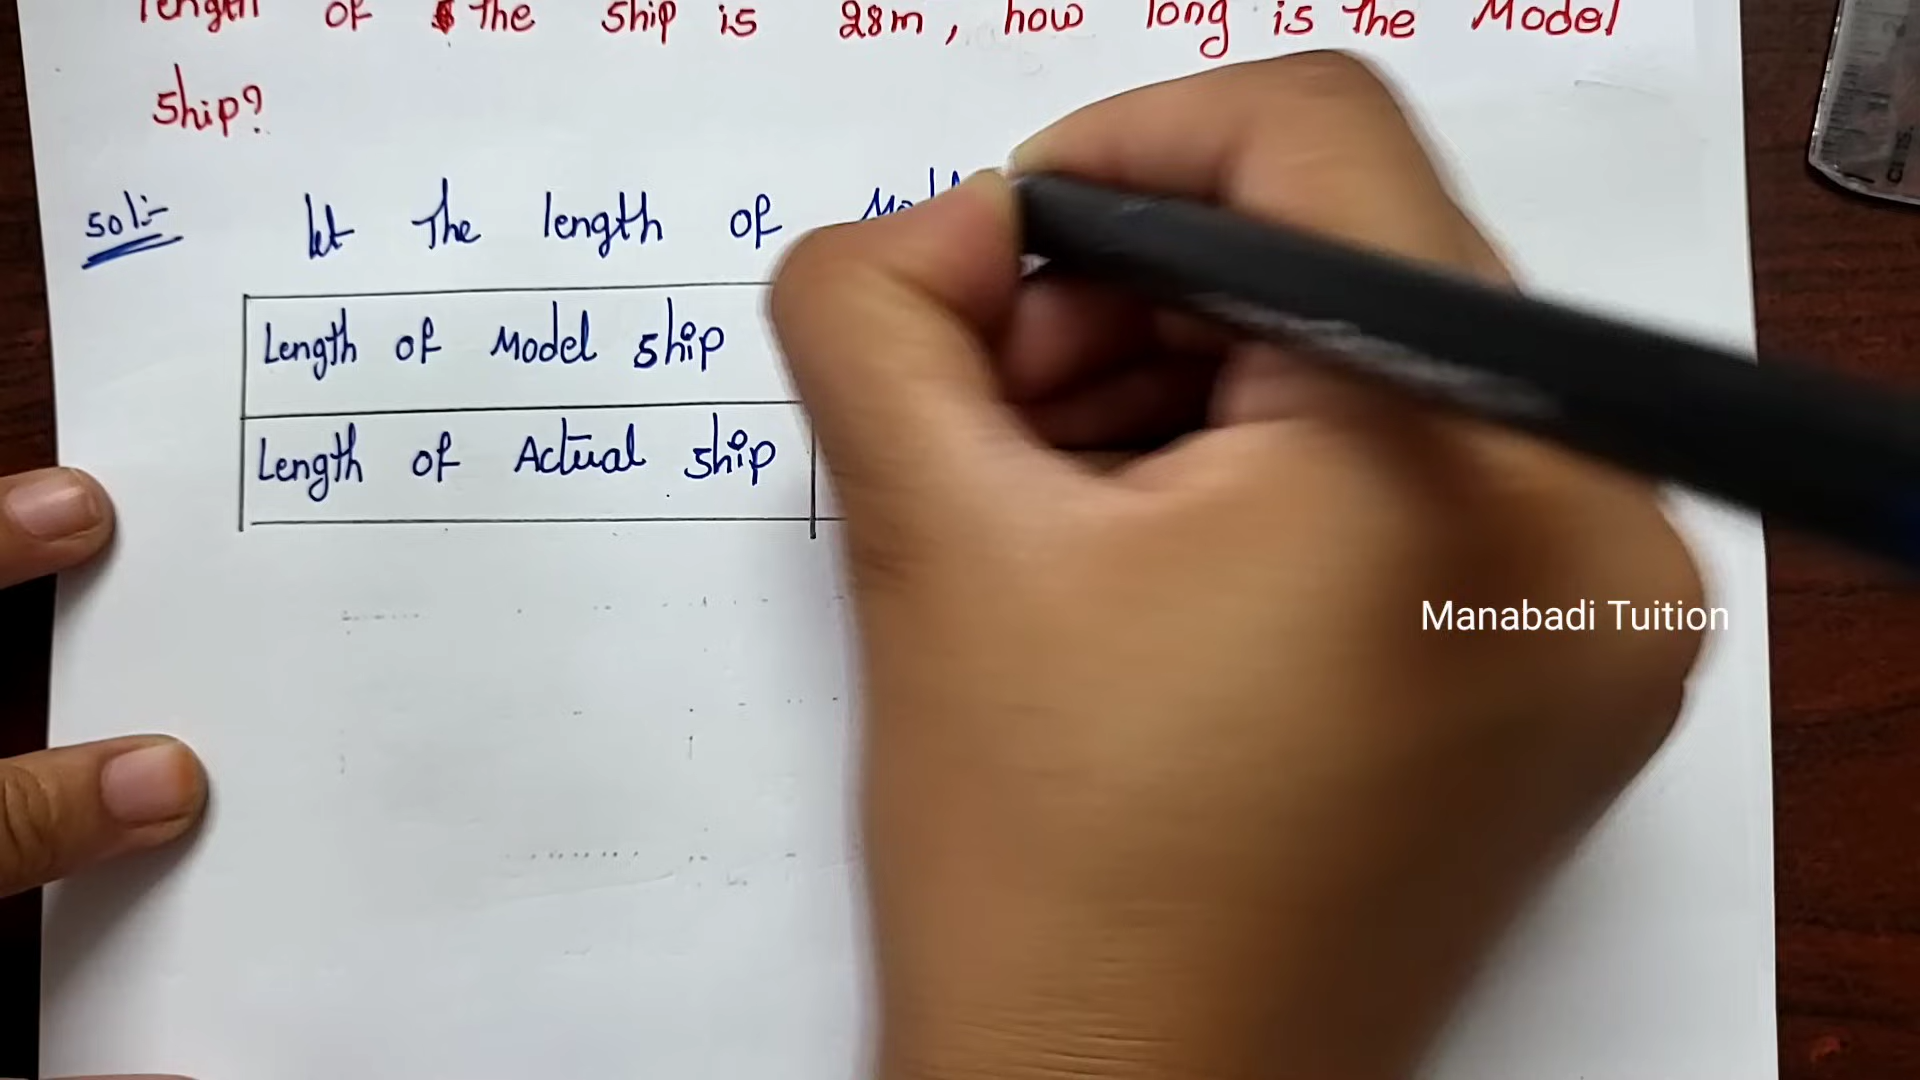 length of the ship is 28m, how long is the Model
ship?
Sol:- let the length of
Length of Model ship
Length of Actual ship
Manabadi Tuition